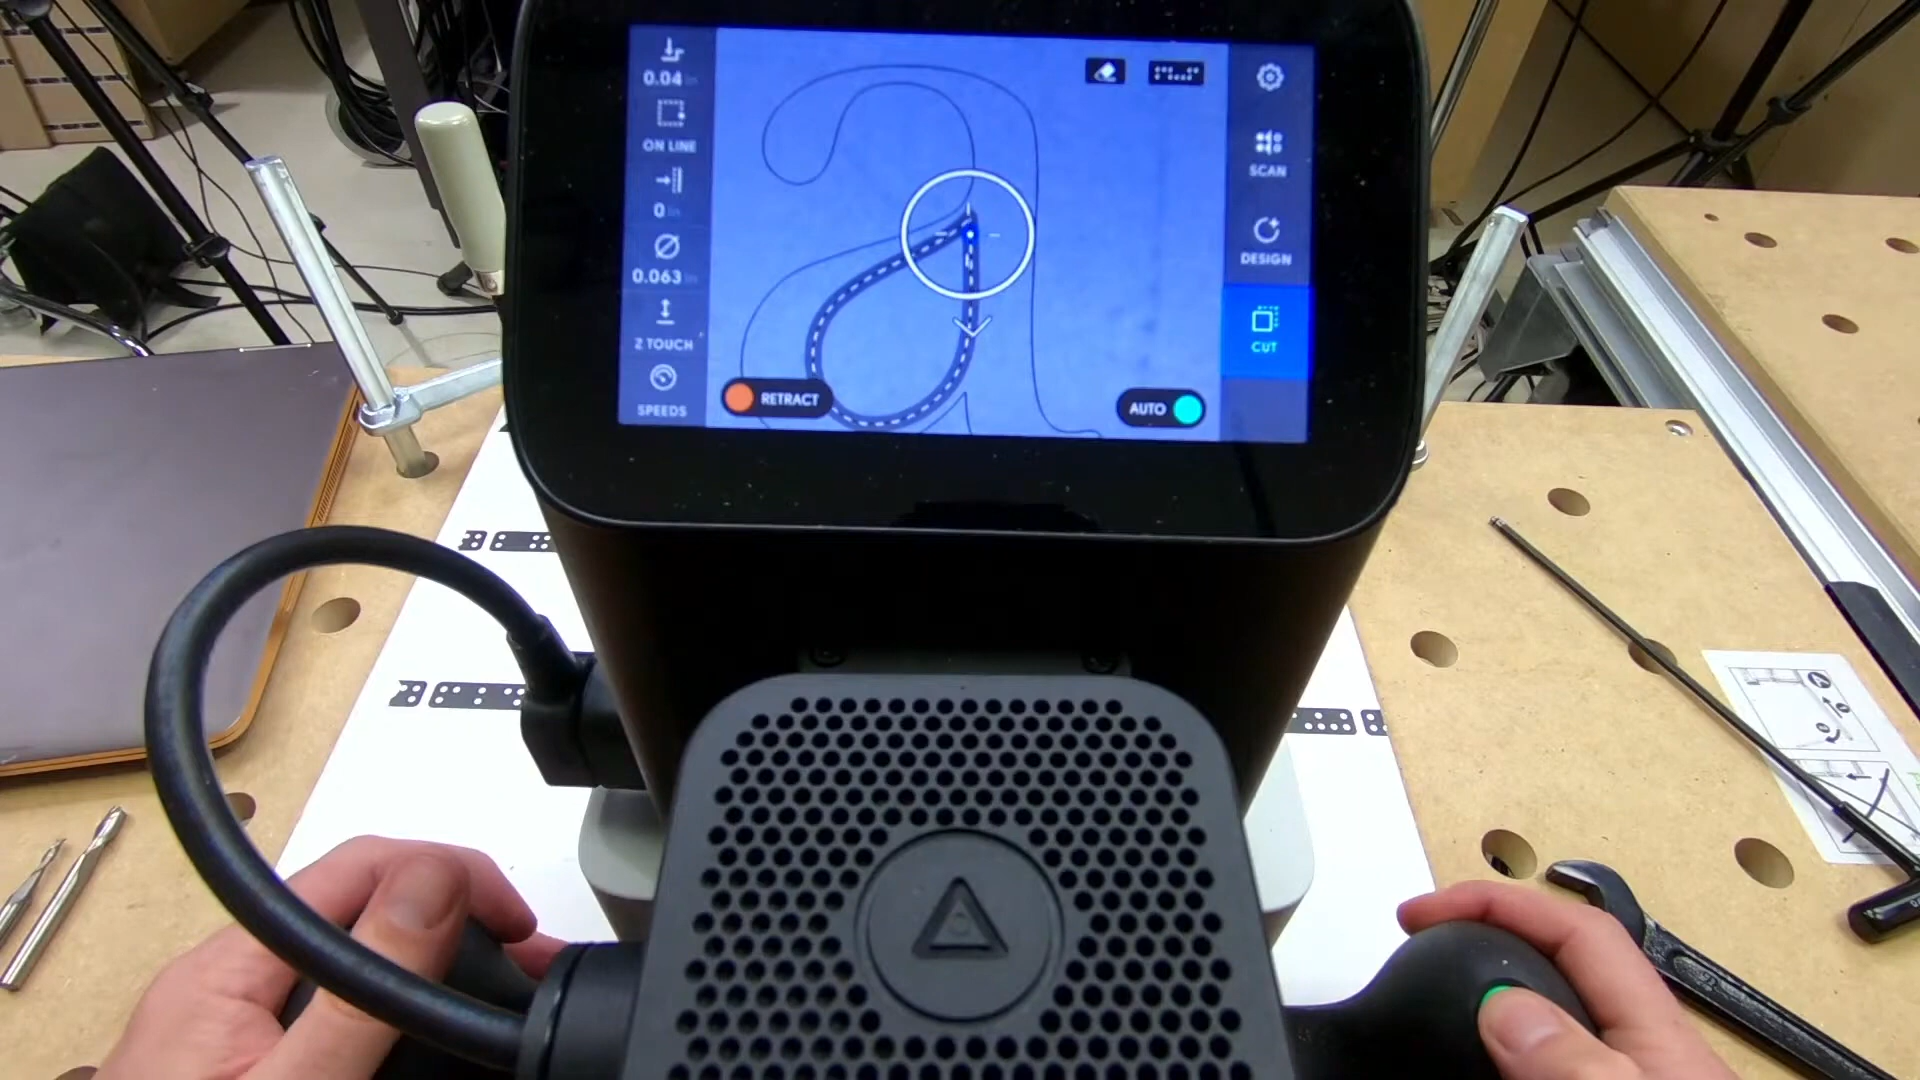 0.04 in
ON LINE
0 in
0.063 in
Z TOUCH
SPEEDS
RETRACT
AUTO
SCAN
DESIGN
CUT
a